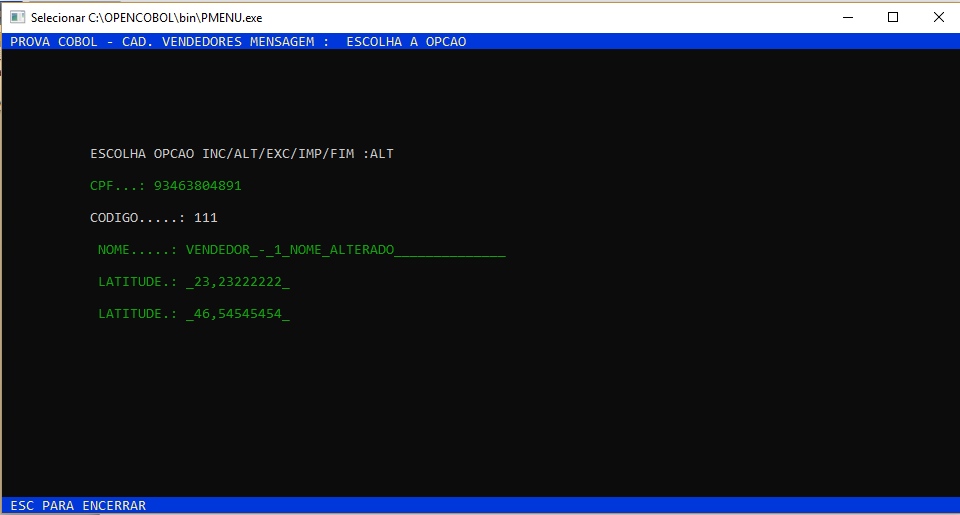 Selecionar C:\OPENCOBOL\bin\PMENU.exe
PROVA COBOL - CAD. VENDEDORES MENSAGEM :  ESCOLHA A OPCAO
ESCOLHA OPCAO INC/ALT/EXC/IMP/FIM :ALT
CPF...: 93463804891
CODIGO.....: 111
NOME.....: VENDEDOR_-_1_NOME_ALTERADO______________
LATITUDE.: _23,23222222_
LATITUDE.: _46,54545454_
ESC PARA ENCERRAR